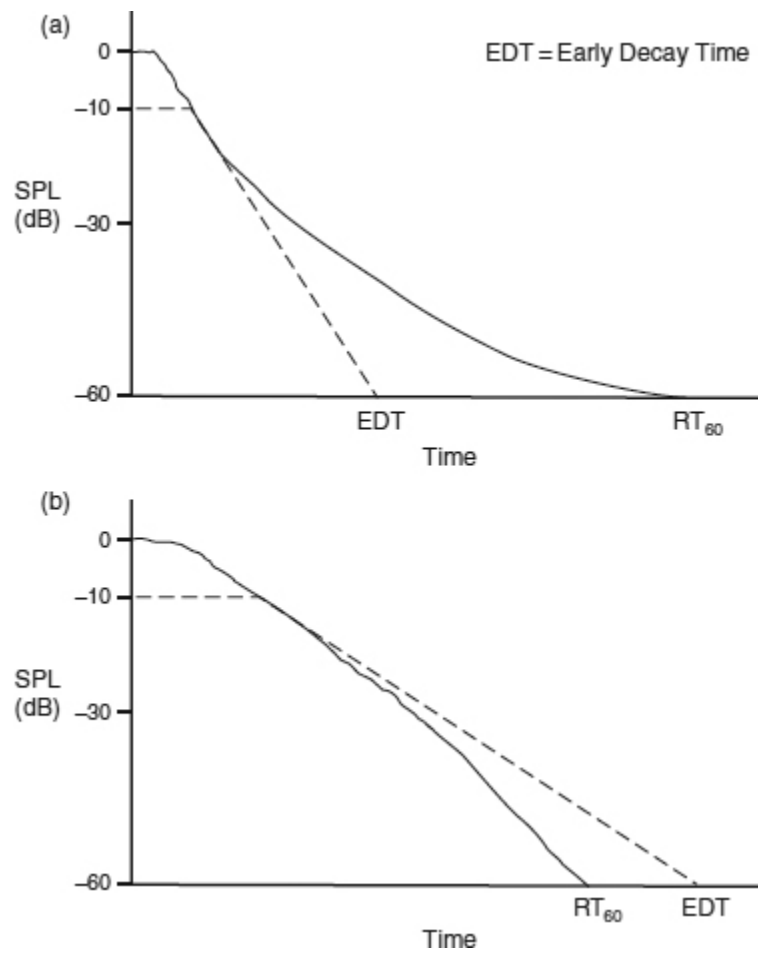 (a)
0
EDT = Early Decay Time
–10
SPL
(dB)
–30
–60
EDT
RT60
Time
(b)
0
–10
SPL
(dB)
–30
–60
RT60
EDT
Time